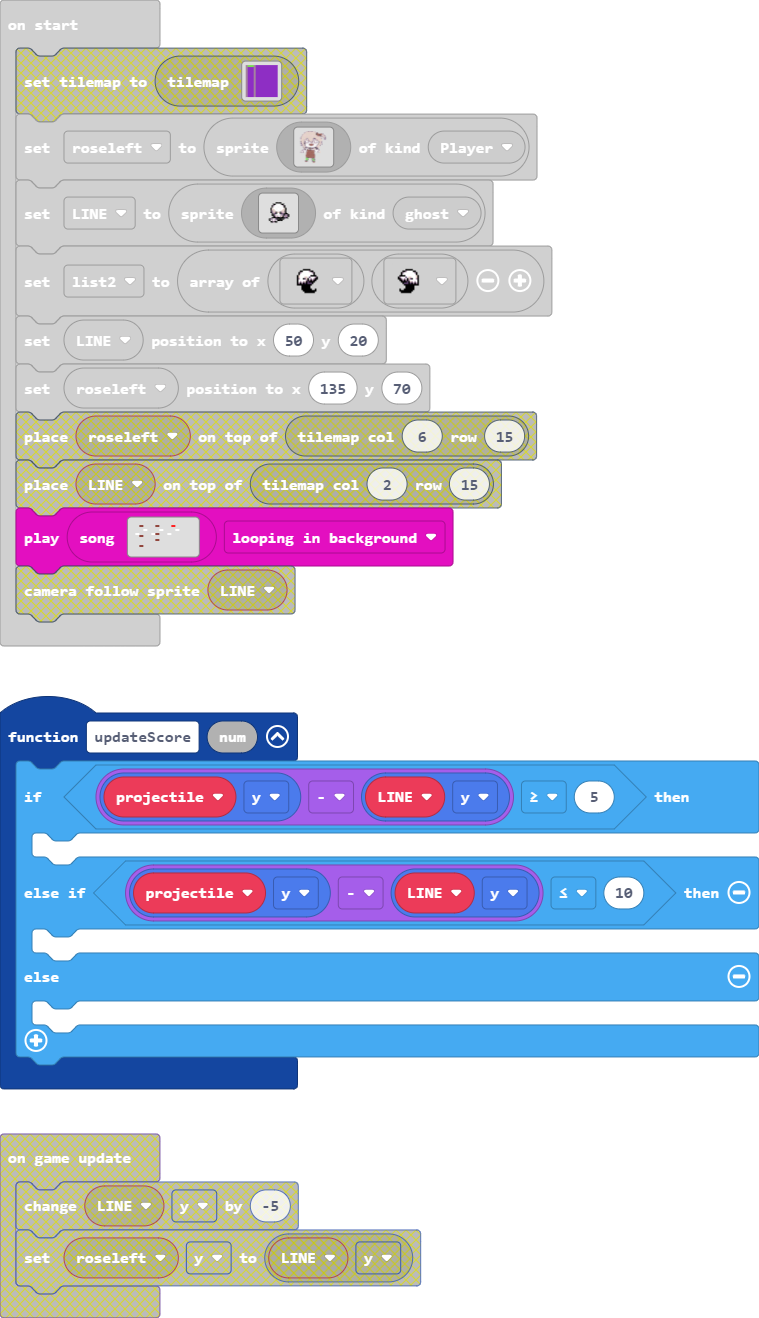 on start
set tilemap to tilemap
set roseleft to sprite of kind Player
set LINE to sprite of kind ghost
set list2 to array of
set LINE position to x 50 y 20
set roseleft position to x 135 y 70
place roseleft on top of tilemap col 6 row 15
place LINE on top of tilemap col 2 row 15
play song looping in background
camera follow sprite LINE
function updateScore num
if projectile y - LINE y ≥ 5 then
else if projectile y - LINE y ≤ 10 then
else
on game update
change LINE y by -5
set roseleft y to LINE y